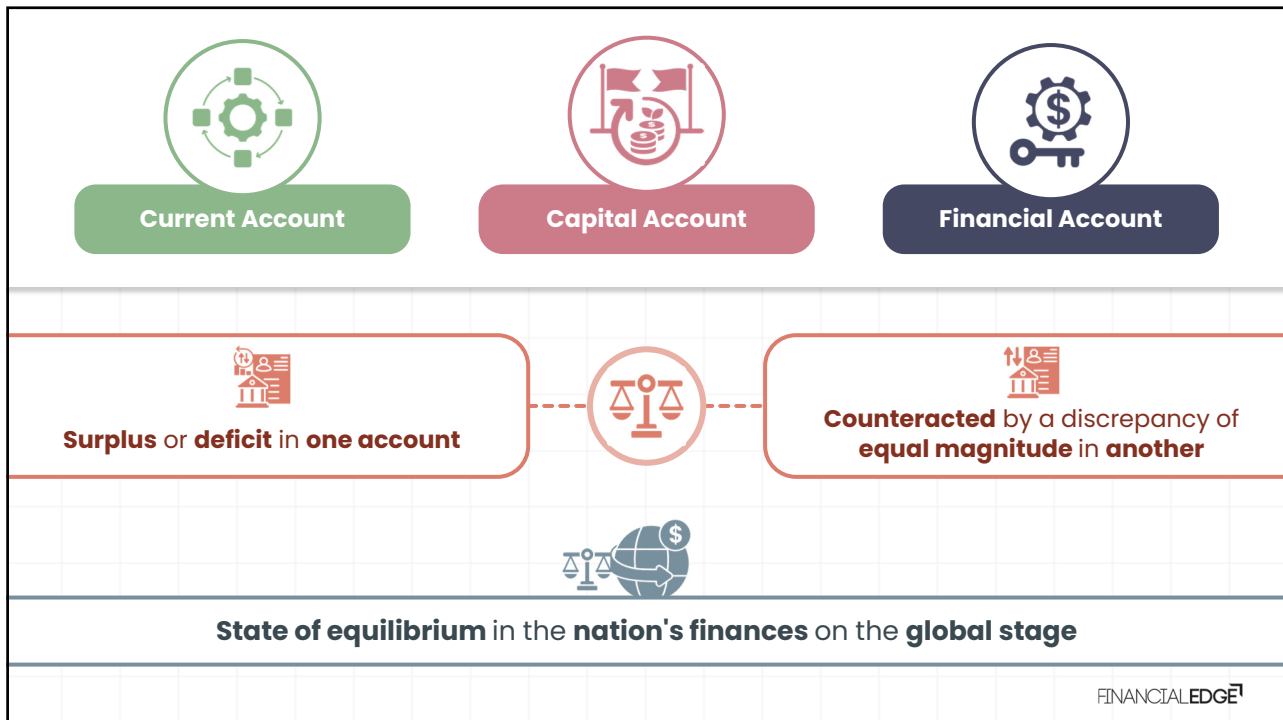 Current Account
Capital Account
Financial Account
Surplus or deficit in one account
Counteracted by a discrepancy of
equal magnitude in another
State of equilibrium in the nation's finances on the global stage
FINANCIALEDGE